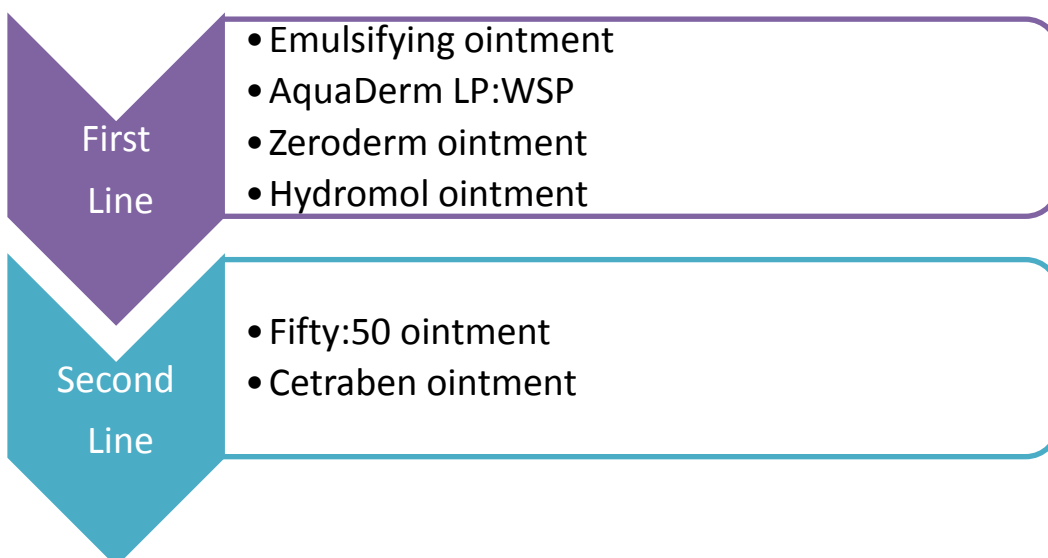 First
Line
• Emulsifying ointment
• AquaDerm LP:WSP
• Zeroderm ointment
• Hydromol ointment
Second
Line
• Fifty:50 ointment
• Cetraben ointment